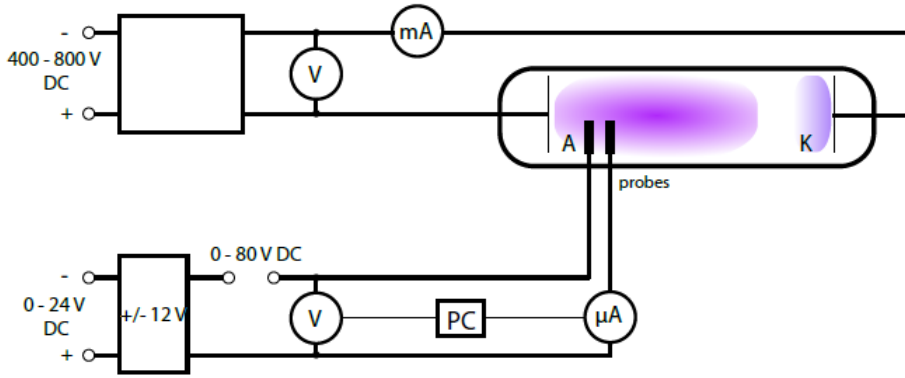 -
400 - 800 V
DC
+
V
mA
A
K
probes
0 - 80 V DC
-
0 - 24 V
DC
+
+/- 12 V
V
PC
µA